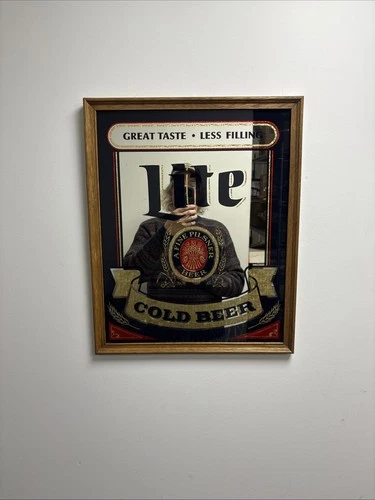 GREAT TASTE • LESS FILLING
Lite
A FINE PILSNER
BEER
COLD BEER